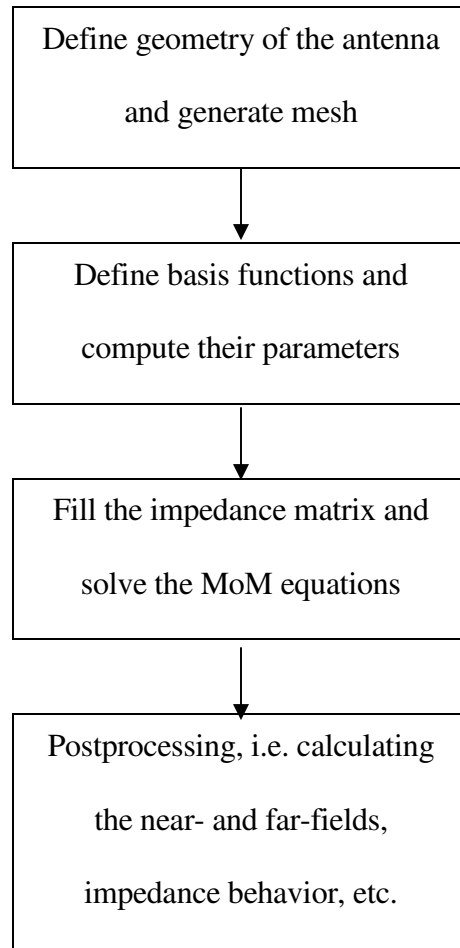 Define geometry of the antenna
and generate mesh
Define basis functions and
compute their parameters
Fill the impedance matrix and
solve the MoM equations
Postprocessing, i.e. calculating
the near- and far-fields,
impedance behavior, etc.